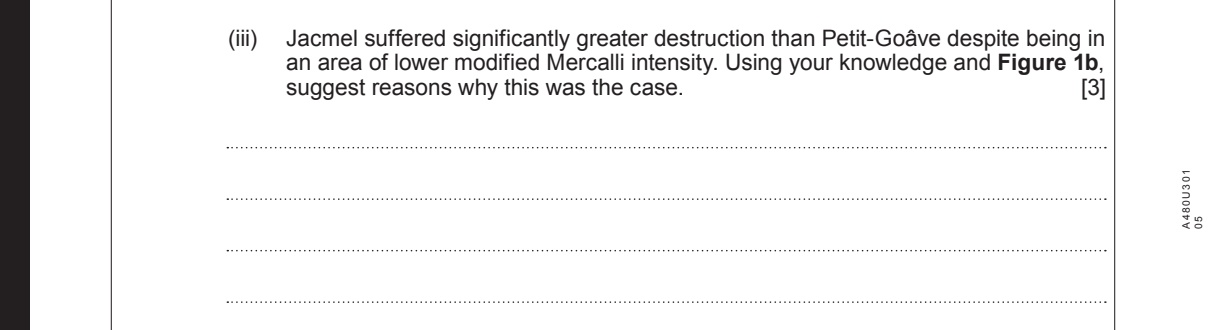 (iii) Jacmel suffered significantly greater destruction than Petit-Goâve despite being in
an area of lower modified Mercalli intensity. Using your knowledge and Figure 1b,
suggest reasons why this was the case. [3]
A480U301
05